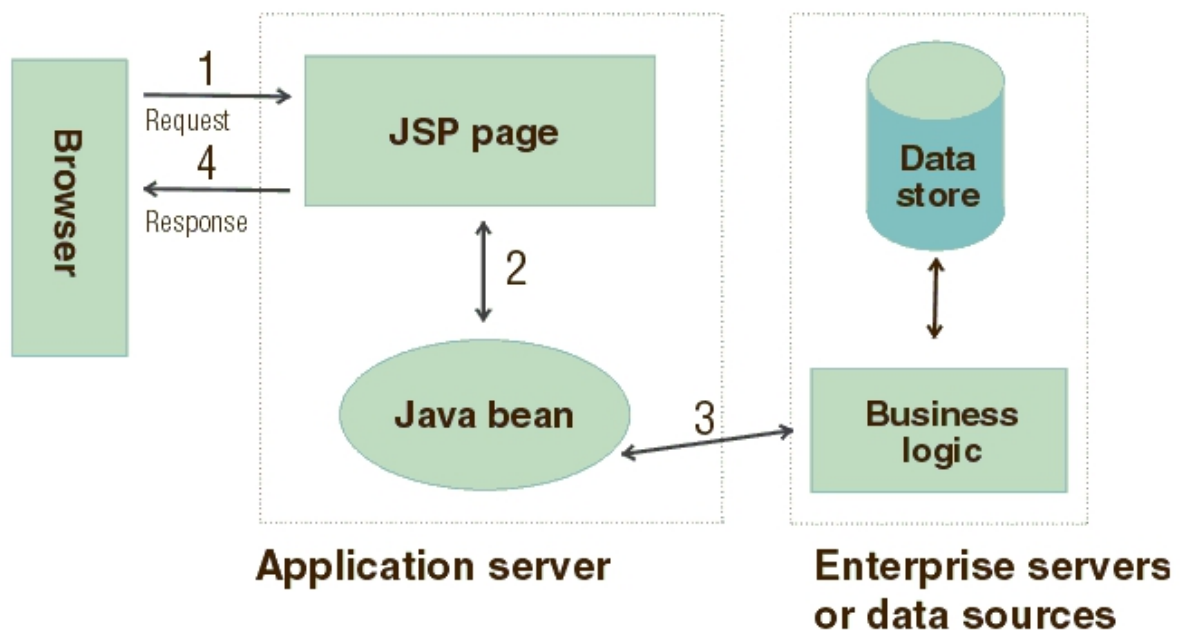 Browser
1
Request
4
Response
JSP page
2
Java bean
3
Data
store
Business
logic
Application server
Enterprise servers
or data sources